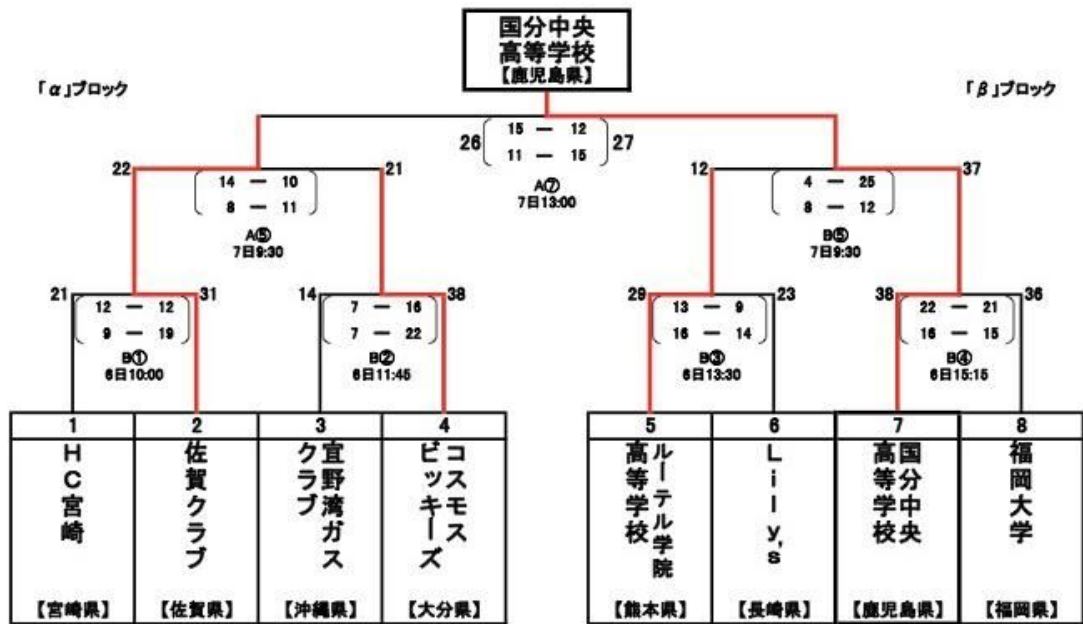 国分中央
高等学校
【鹿児島県】
「α」ブロック
「β」ブロック
26 15 ― 12 27
11 ― 15
A⑦
7日13:00
22 21
14 ― 10
8 ― 11
A⑤
7日9:30
12 37
4 ― 25
8 ― 12
B⑤
7日9:30
21 31
12 ― 12
9 ― 19
B①
6日10:00
14 38
7 ― 16
7 ― 22
B②
6日11:45
29 23
13 ― 9
16 ― 14
B③
6日13:30
38 36
22 ― 21
16 ― 15
B④
6日15:15
1
HC宮崎
【宮崎県】
2
佐賀クラブ
【佐賀県】
3
宜野湾ガス
クラブ
【沖縄県】
4
コスモス
ビッキーズ
【大分県】
5
ルーテル学院
高等学校
【熊本県】
6
Lily,s
【長崎県】
7
国分中央
高等学校
【鹿児島県】
8
福岡大学
【福岡県】